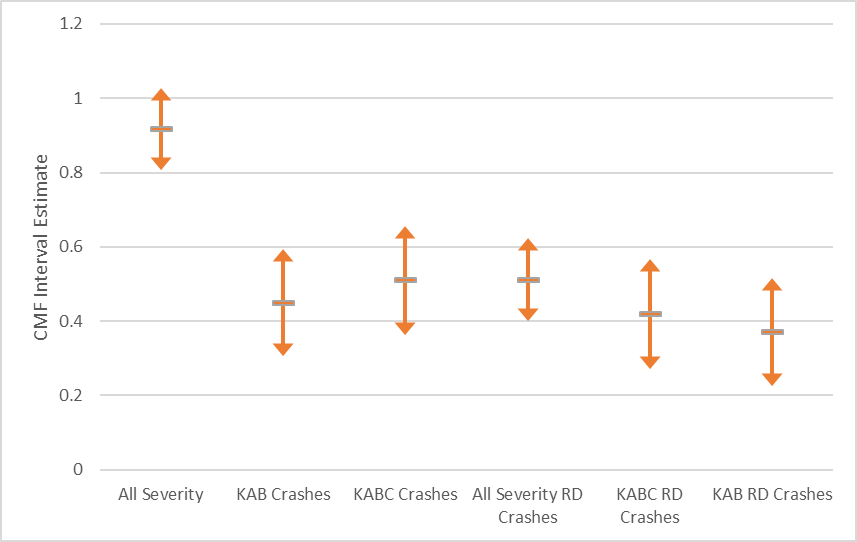 1.2
1
0.8
0.6
0.4
0.2
0
CMF Interval Estimate
All Severity
KAB Crashes
KABC Crashes
All Severity RD
Crashes
KABC RD
Crashes
KAB RD Crashes